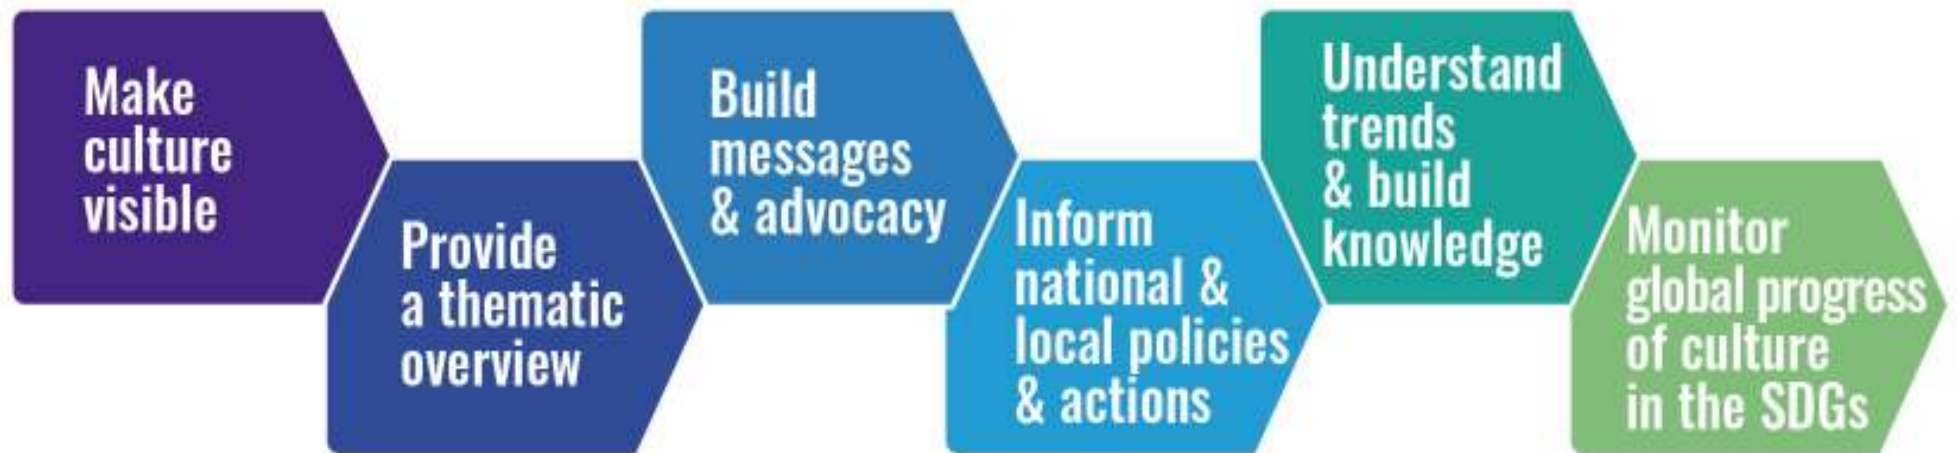 Make
culture
visible
Provide
a thematic
overview
Build
messages
& advocacy
Inform
national &
local policies
& actions
Understand
trends
& build
knowledge
Monitor
global progress
of culture
in the SDGs